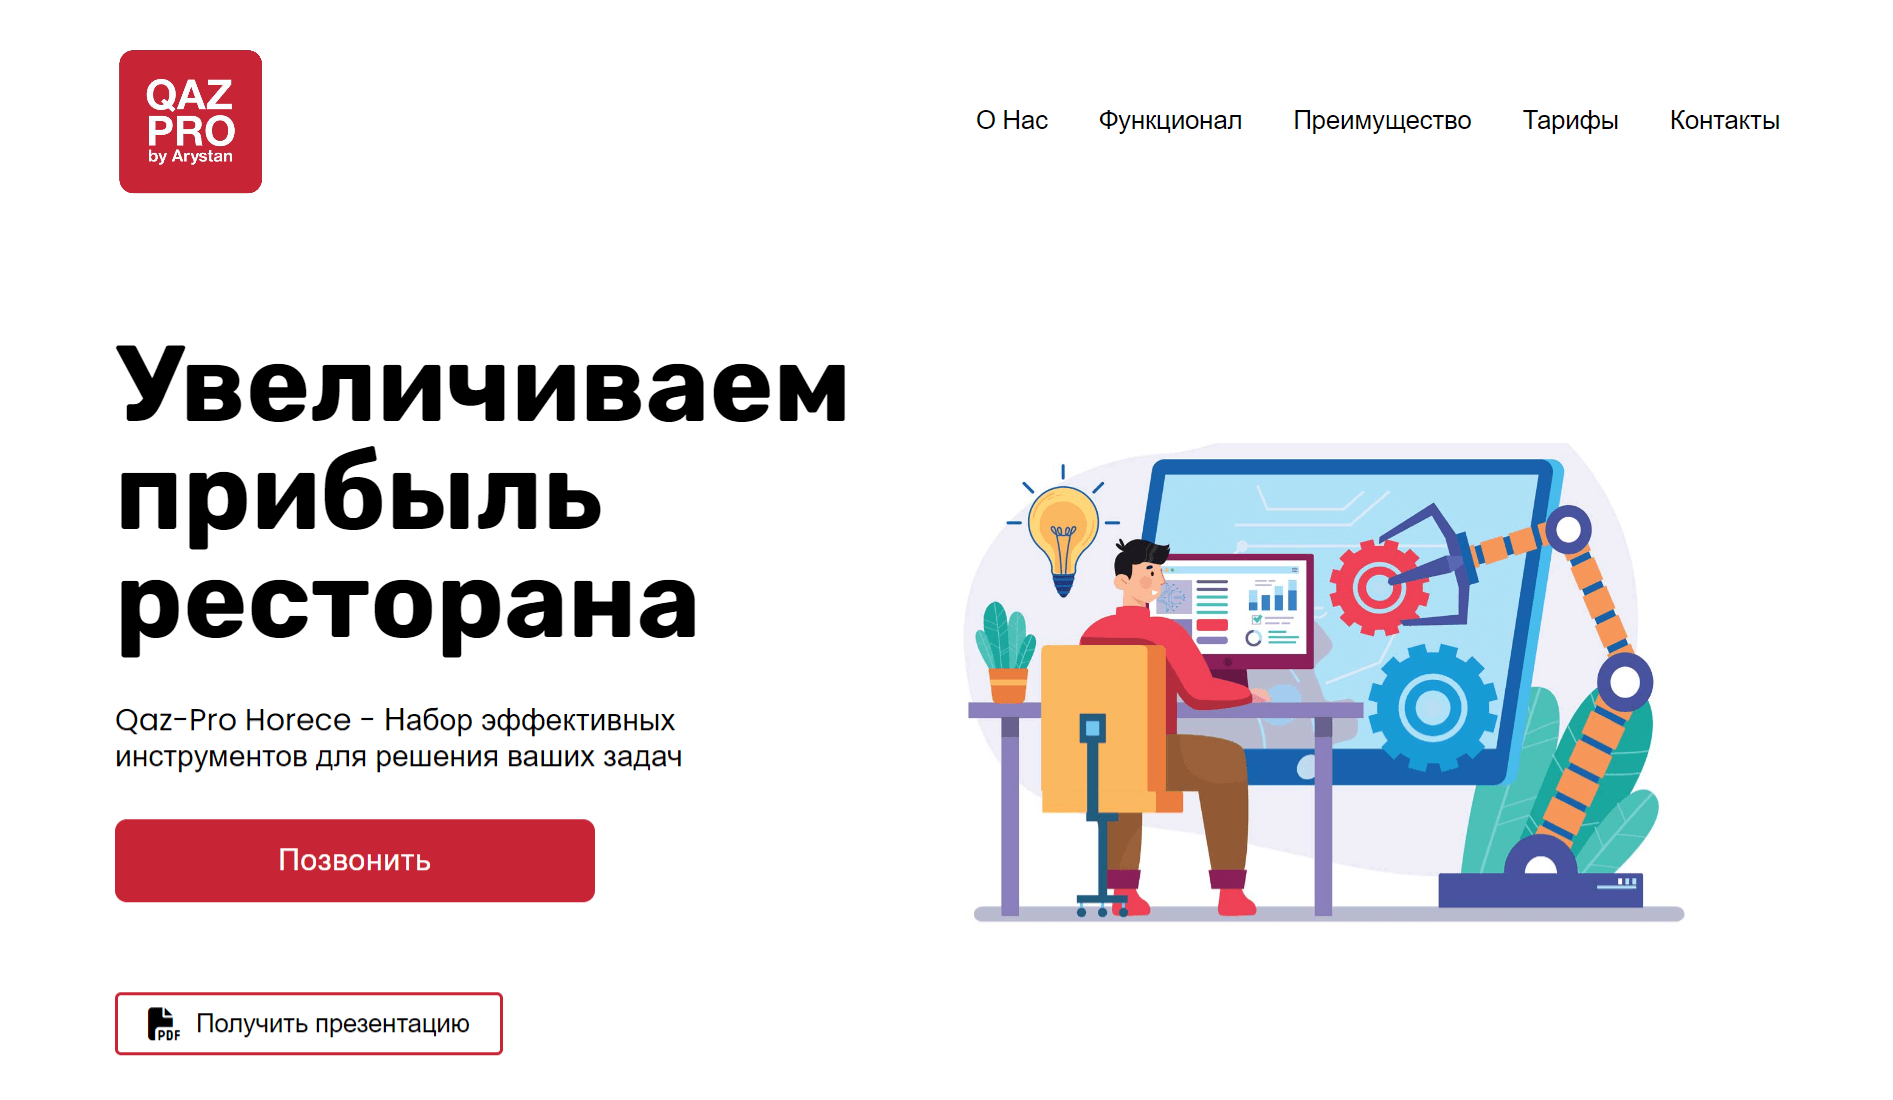 QAZ
PRO
by Arystan
О Нас Функционал Преимущество Тарифы Контакты
Увеличиваем
прибыль
ресторана
Qaz-Pro Horece - Набор эффективных
инструментов для решения ваших задач
Позвонить
PDF Получить презентацию